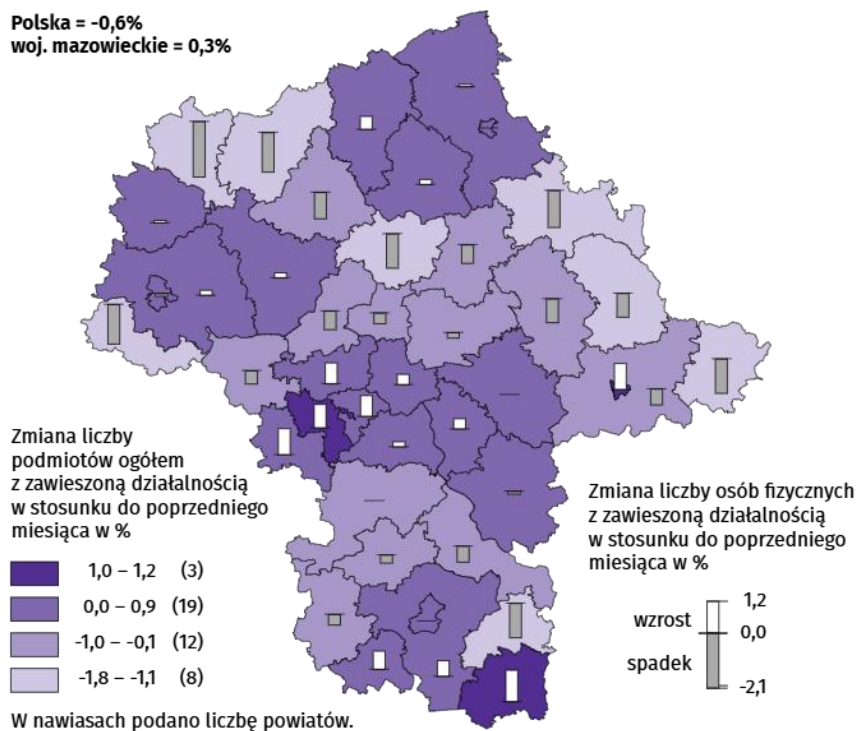 Polska = -0,6%
woj. mazowieckie = 0,3%
Zmiana liczby
podmiotów ogółem
z zawieszoną działalnością
w stosunku do poprzedniego
miesiąca w %
1,0 – 1,2 (3)
0,0 – 0,9 (19)
-1,0 – -0,1 (12)
-1,8 – -1,1 (8)
W nawiasach podano liczbę powiatów.
Zmiana liczby osób fizycznych
z zawieszoną działalnością
w stosunku do poprzedniego
miesiąca w %
1,2
wzrost
0,0
spadek
-2,1